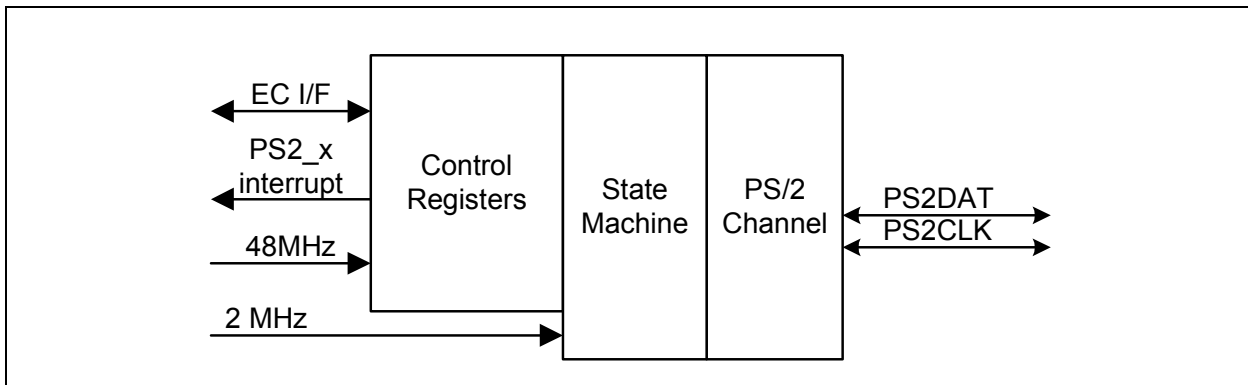 EC I/F
PS2_x
interrupt
48MHz
2 MHz
Control
Registers
State
Machine
PS/2
Channel
PS2DAT
PS2CLK